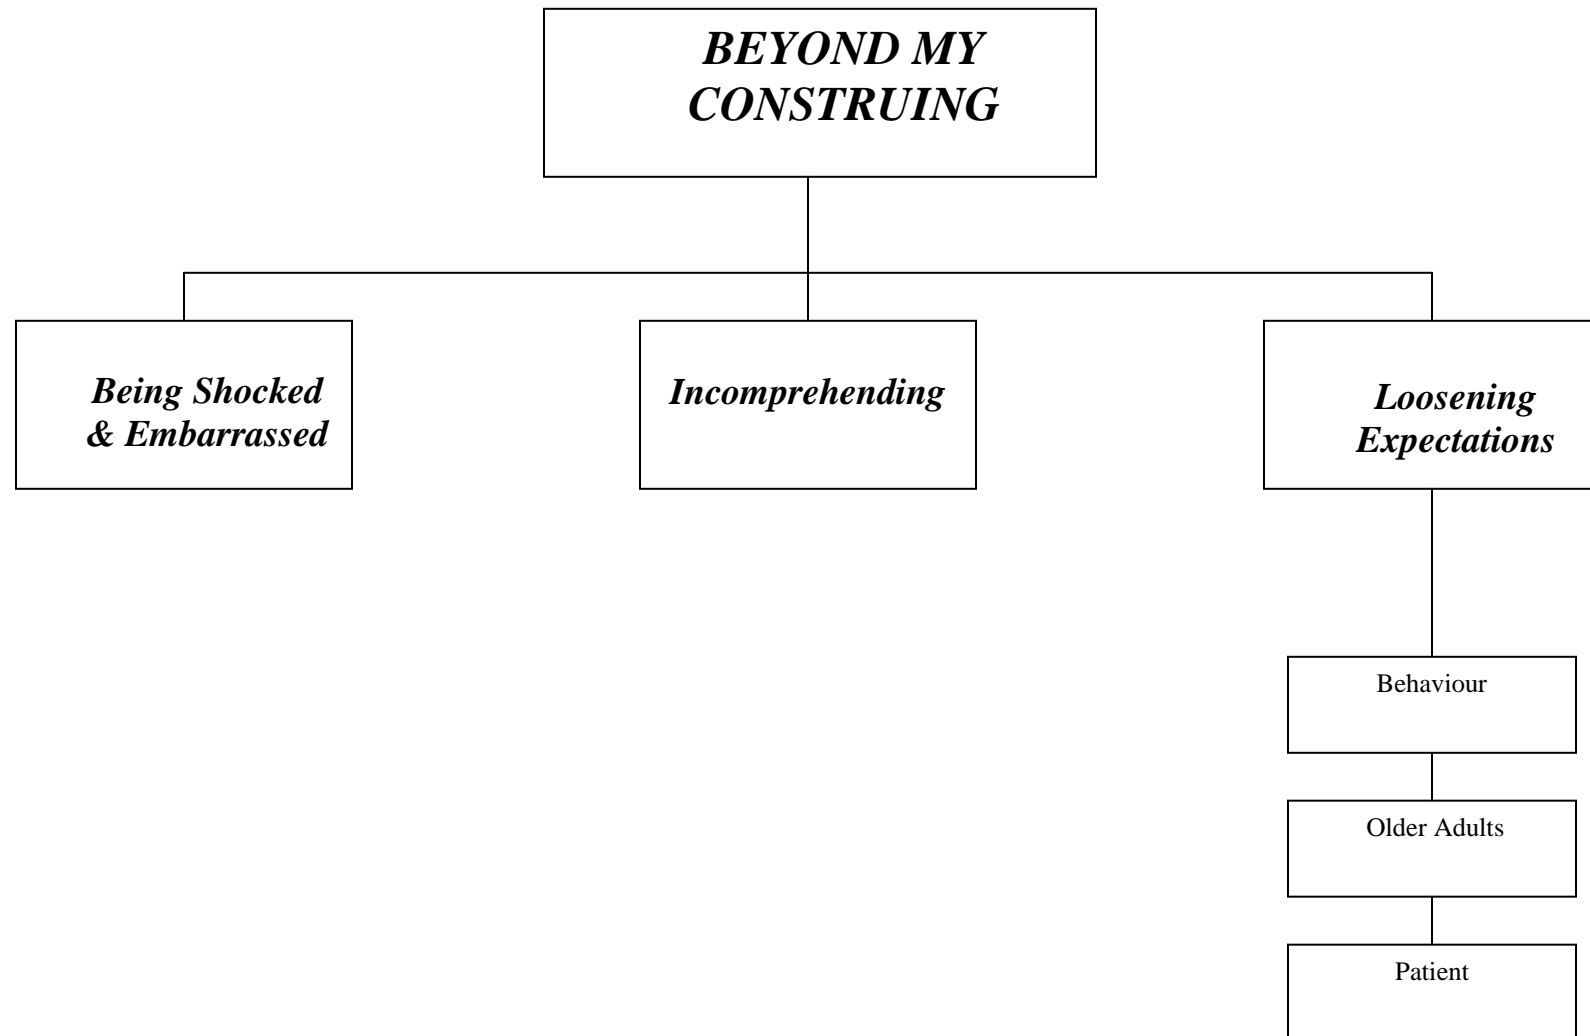 BEYOND MY
CONSTRUING
Being Shocked
& Embarrassed
Incomprehending
Loosening
Expectations
Behaviour
Older Adults
Patient